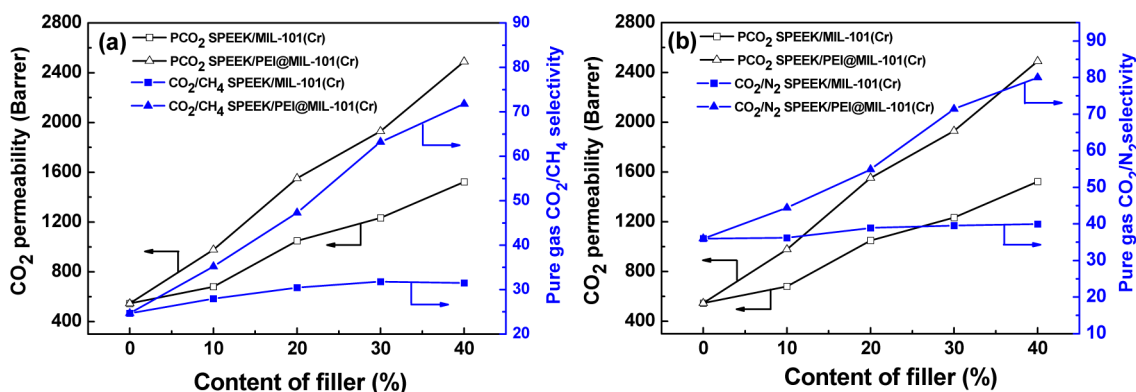 (a)
PCO2 SPEEK/MIL-101(Cr)
PCO2 SPEEK/PEI@MIL-101(Cr)
CO2/CH4 SPEEK/MIL-101(Cr)
CO2/CH4 SPEEK/PEI@MIL-101(Cr)
CO2 permeability (Barrer)
2800
2400
2000
1600
1200
800
400
0 10 20 30 40
Content of filler (%)
90
80
70
60
50
40
30
20
Pure gas CO2/CH4 selectivity
(b)
PCO2 SPEEK/MIL-101(Cr)
PCO2 SPEEK/PEI@MIL-101(Cr)
CO2/N2 SPEEK/MIL-101(Cr)
CO2/N2 SPEEK/PEI@MIL-101(Cr)
CO2 permeability (Barrer)
2800
2400
2000
1600
1200
800
400
0 10 20 30 40
Content of filler (%)
90
80
70
60
50
40
30
20
10
Pure gas CO2/N2selectivity